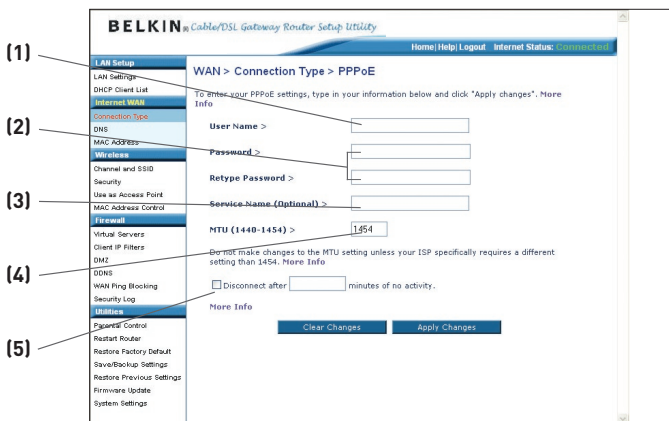 BELKIN® Cable/DSL Gateway Router Setup Utility
Home|Help|Logout Internet Status: Connected
(1)
(2)
(3)
(4)
(5)
LAN Setup
LAN Settings
DHCP Client List
Internet WAN
Connection Type
DNS
MAC Address
Wireless
Channel and SSID
Security
Use as Access Point
MAC Address Control
Firewall
Virtual Servers
Client IP Filters
DMZ
DDNS
WAN Ping Blocking
Security Log
Utilities
Parental Control
Restart Router
Restore Factory Default
Save/Backup Settings
Restore Previous Settings
Firmware Update
System Settings
WAN > Connection Type > PPPoE
To enter your PPPoE settings, type in your information below and click "Apply changes". More
Info
User Name >
Password >
Retype Password >
Service Name (Optional) >
MTU (1440-1454) > 1454
Do not make changes to the MTU setting unless your ISP specifically requires a different
setting than 1454. More Info
Disconnect after minutes of no activity.
More Info
Clear Changes Apply Changes